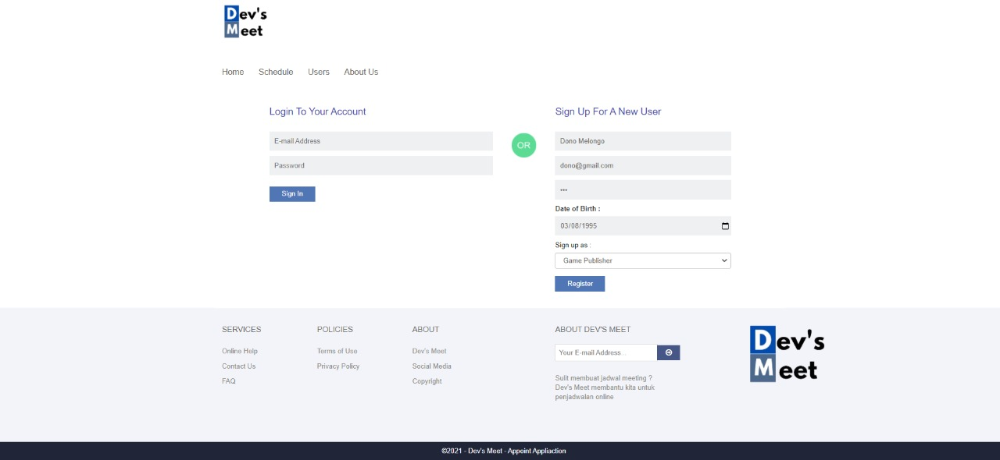 Dev's
Meet
Home Schedule Users About Us
Login To Your Account
E-mail Address
Password
Sign In
OR
Sign Up For A New User
Dono Melongo
dono@gmail.com
•••
Date of Birth :
03/08/1995
Sign up as :
Game Publisher
Register
SERVICES
Online Help
Contact Us
FAQ
POLICIES
Terms of Use
Privacy Policy
ABOUT
Dev's Meet
Social Media
Copyright
ABOUT DEV'S MEET
Your E-mail Address...
Sulit membuat jadwal meeting ?
Dev's Meet membantu kita untuk
penjadwalan online
Dev's
Meet
©2021 - Dev's Meet - Appoint Appliaction